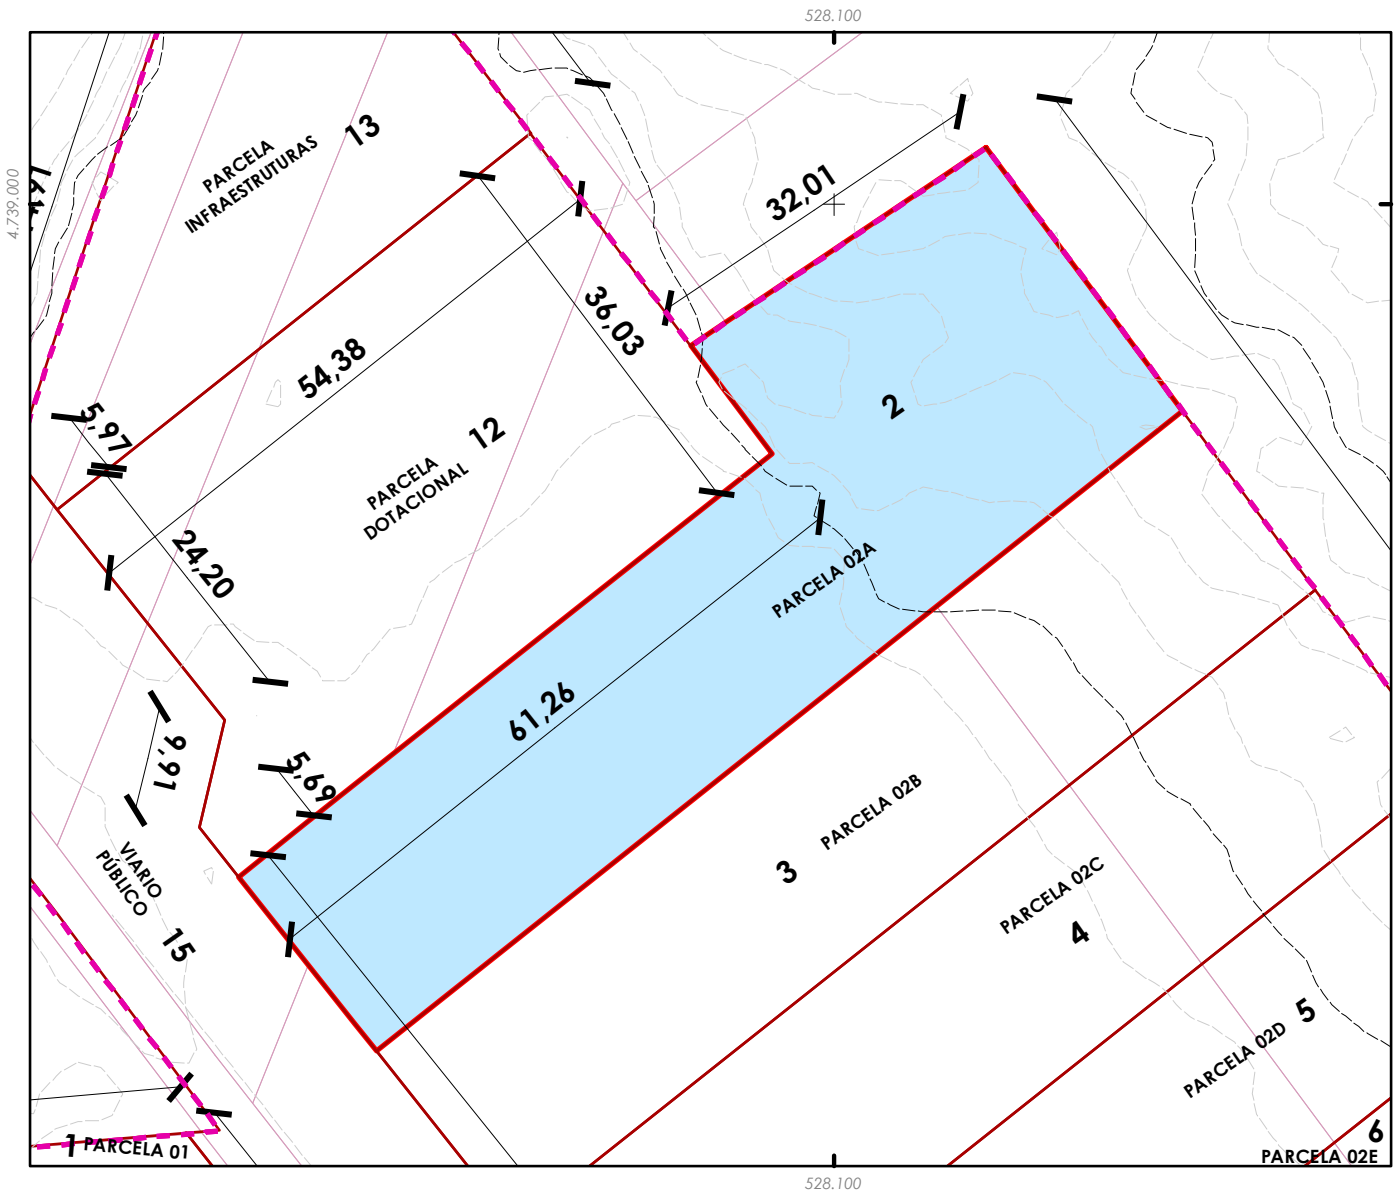 528.100
4.739.000
PARCELA
INFRAESTRUTURAS
13
32,01
36,03
54,38
5,97
2
PARCELA
DOTACIONAL
12
24,20
PARCELA 02A
61,26
9,91
5,69
PARCELA 02B
3
VIARIO
PÚBLICO
15
PARCELA 02C
4
5
PARCELA 02D
1 PARCELA 01
6
PARCELA 02E
528.100